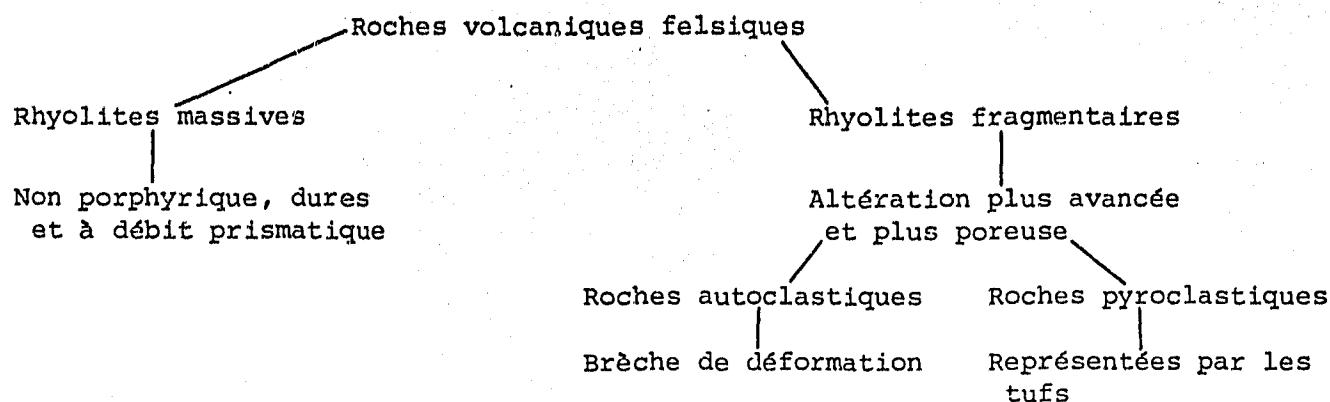 Roches volcaniques felsiques
Rhyolites massives
Rhyolites fragmentaires
Non porphyrique, dures
et à débit prismatique
Altération plus avancée
et plus poreuse
Roches autoclastiques
Roches pyroclastiques
Brèche de déformation
Représentées par les
tufs